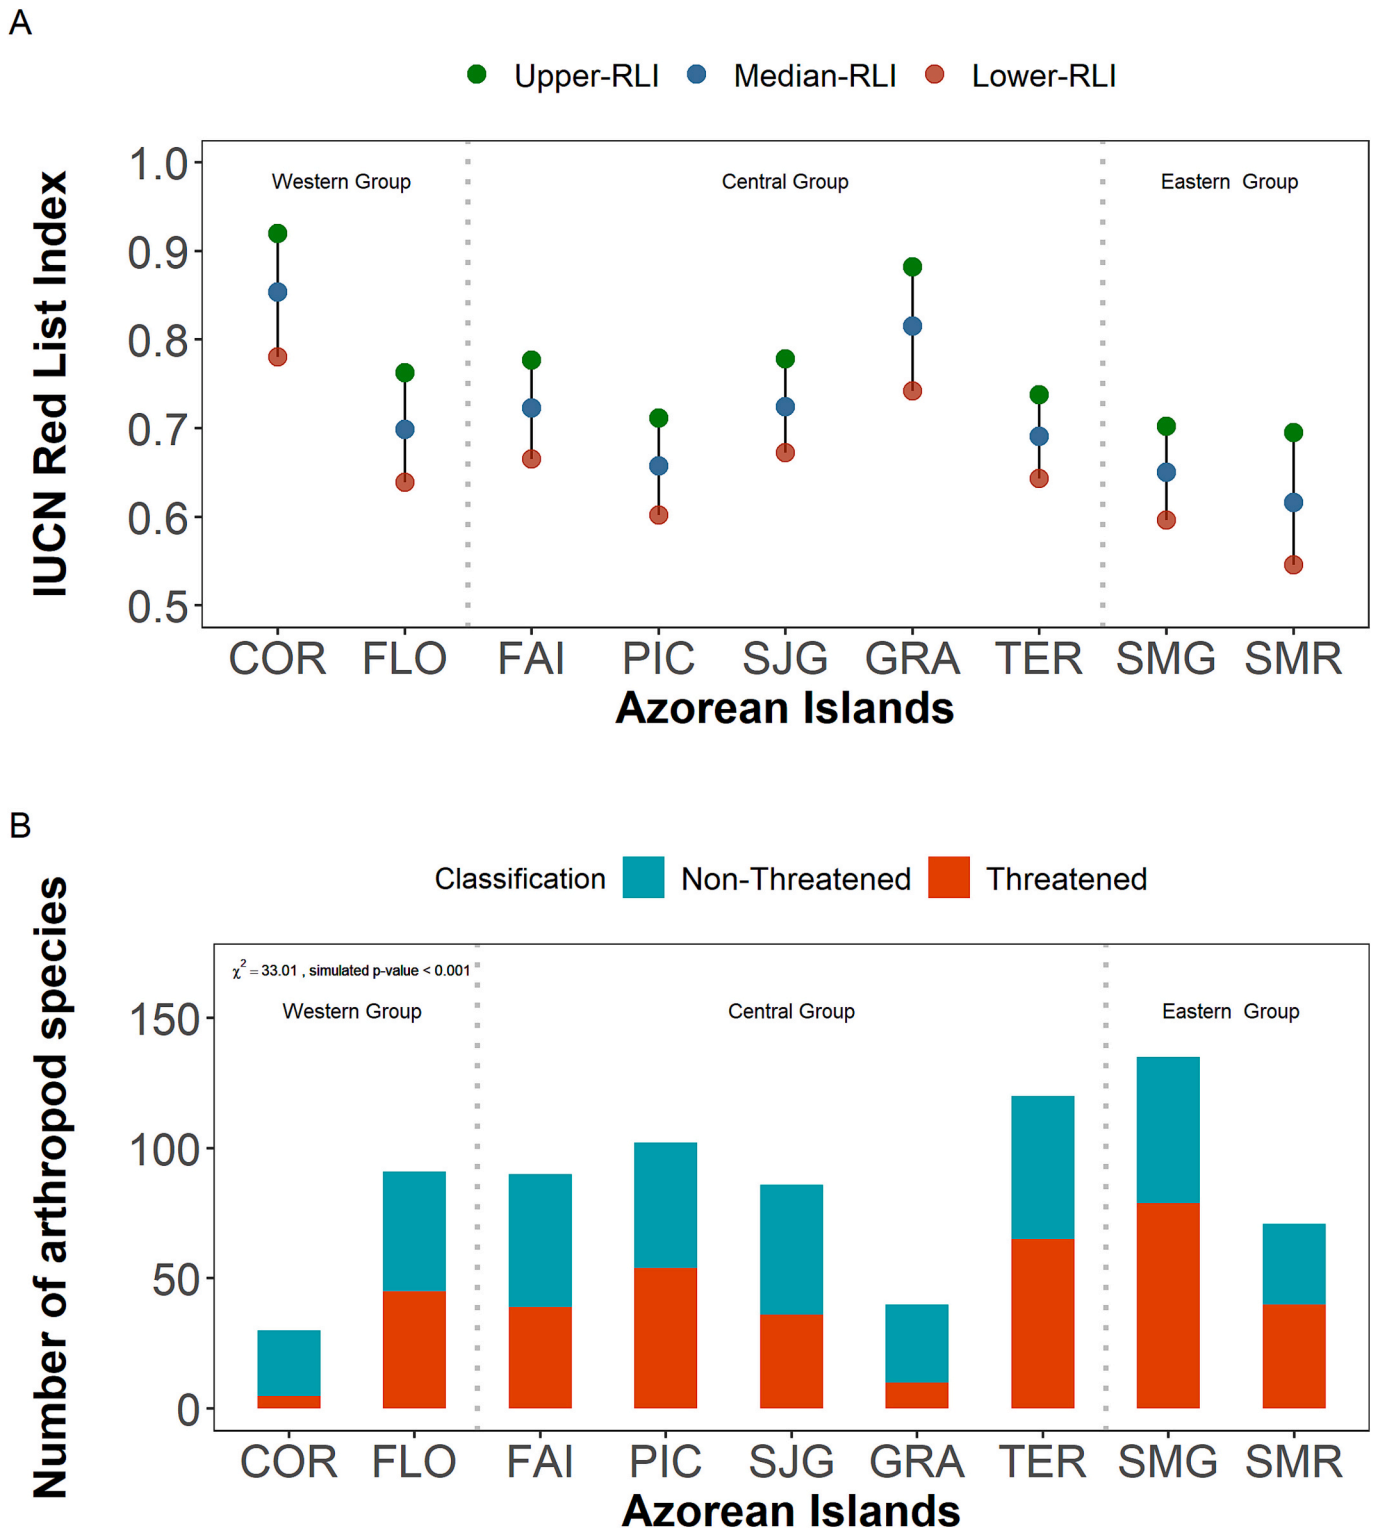 A
Upper-RLI Median-RLI Lower-RLI
IUCN Red List Index
1.0
0.9
0.8
0.7
0.6
0.5
Western Group Central Group Eastern Group
COR FLO FAI PIC SJG GRA TER SMG SMR
Azorean Islands
B
Classification Non-Threatened Threatened
Number of arthropod species
χ² = 33.01 , simulated p-value < 0.001
Western Group Central Group Eastern Group
150
100
50
0
COR FLO FAI PIC SJG GRA TER SMG SMR
Azorean Islands